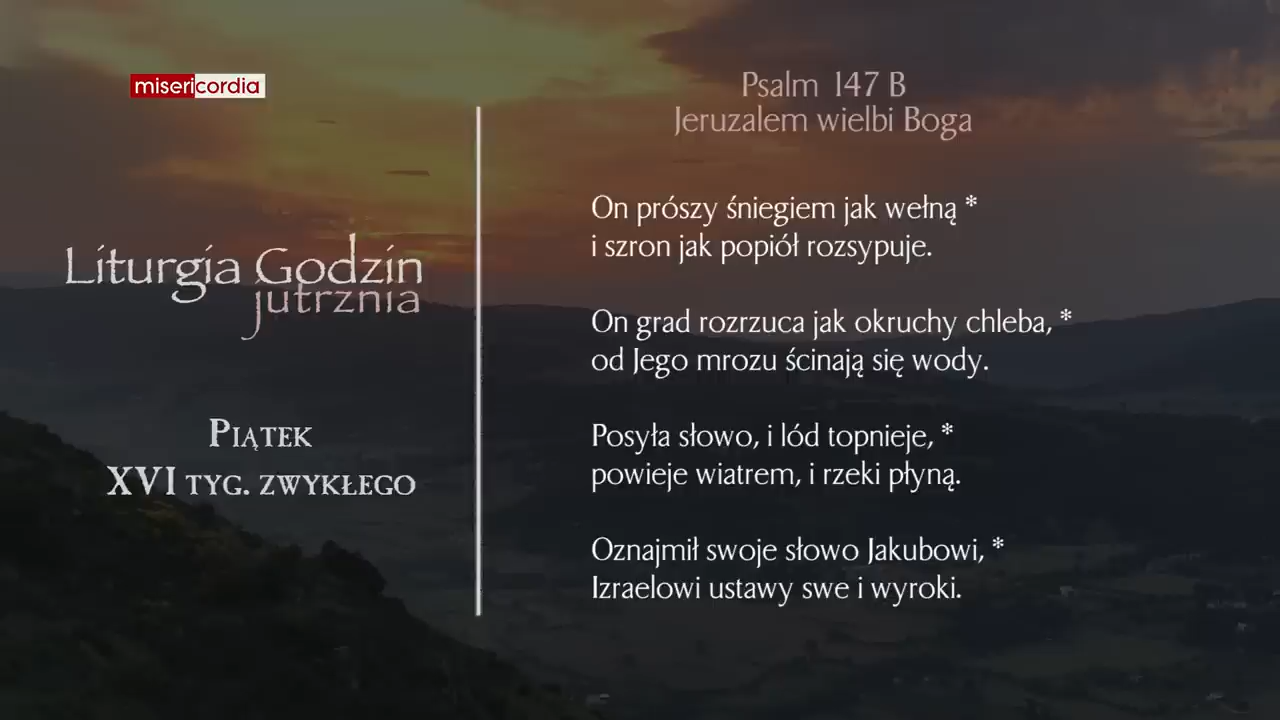 misericordia
Liturgia Godzin
jutrznia
Piątek
XVI tyg. zwykłego
Psalm 147 B
Jeruzalem wielbi Boga
On prószy śniegiem jak wełną *
i szron jak popiół rozsypuje.
On grad rozrzuca jak okruchy chleba, *
od Jego mrozu ścinają się wody.
Posyła słowo, i lód topnieje, *
powieje wiatrem, i rzeki płyną.
Oznajmił swoje słowo Jakubowi, *
Izraelowi ustawy swe i wyroki.